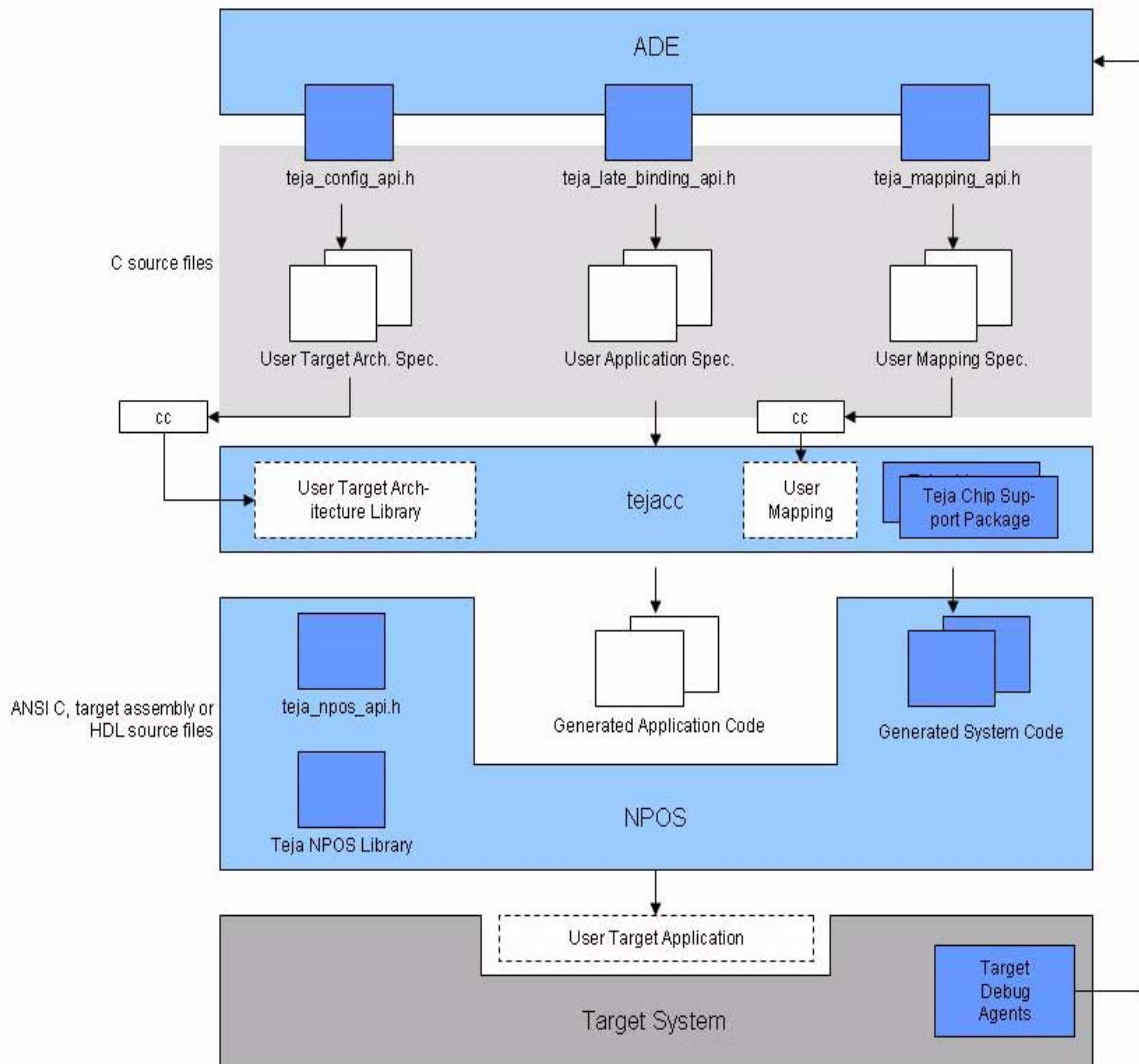 ADE
teja_config_api.h
teja_late_binding_api.h
teja_mapping_api.h
C source files
User Target Arch. Spec.
User Application Spec.
User Mapping Spec.
cc
cc
User Target Arch-
itecture Library
tejacc
User
Mapping
Teja Chip Sup-
port Package
teja_npos_api.h
ANSI C, target assembly or
HDL source files
Generated Application Code
Generated System Code
Teja NPOS Library
NPOS
User Target Application
Target
Debug
Agents
Target System